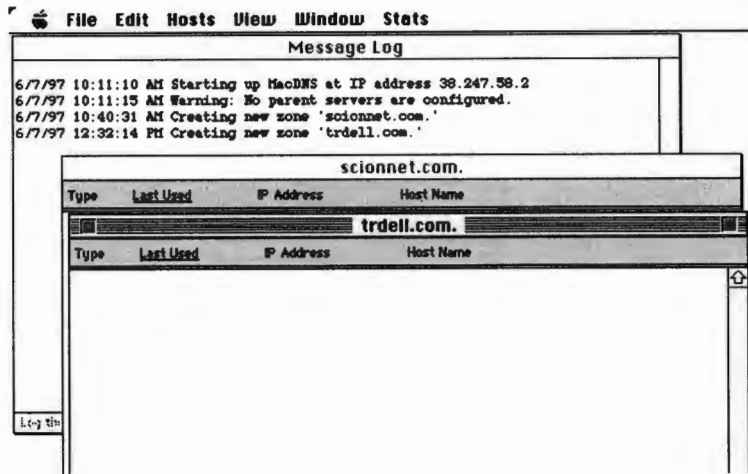 File Edit Hosts View Window Stats
Message Log
6/7/97 10:11:10 AM Starting up MacDNS at IP address 38.247.58.2
6/7/97 10:11:15 AM Warning: No parent servers are configured.
6/7/97 10:40:31 AM Creating new zone 'scionnet.com.'
6/7/97 12:32:14 PM Creating new zone 'trdell.com.'
scionnet.com.
Type Last Used IP Address Host Name
trdell.com.
Type Last Used IP Address Host Name
Log